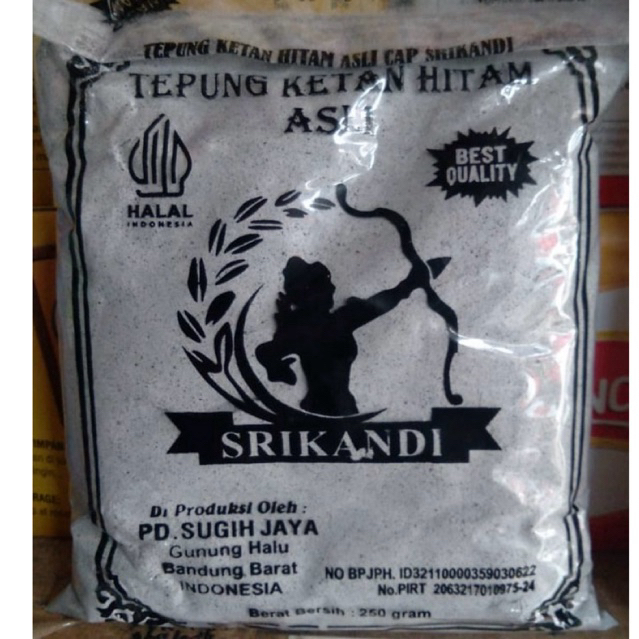 TEPUNG KETAN HITAM ASLI CAP SRIKANDI
TEPUNG KETAN HITAM
ASLI
HALAL
INDONESIA
BEST
QUALITY
SRIKANDI
Di Produksi Oleh :
PD. SUGIH JAYA
Gunung Halu
Bandung Barat
INDONESIA
NO BPJPH. ID32110000359030622
No.PIRT 2063217010975-24
Berat Bersih : 250 gram